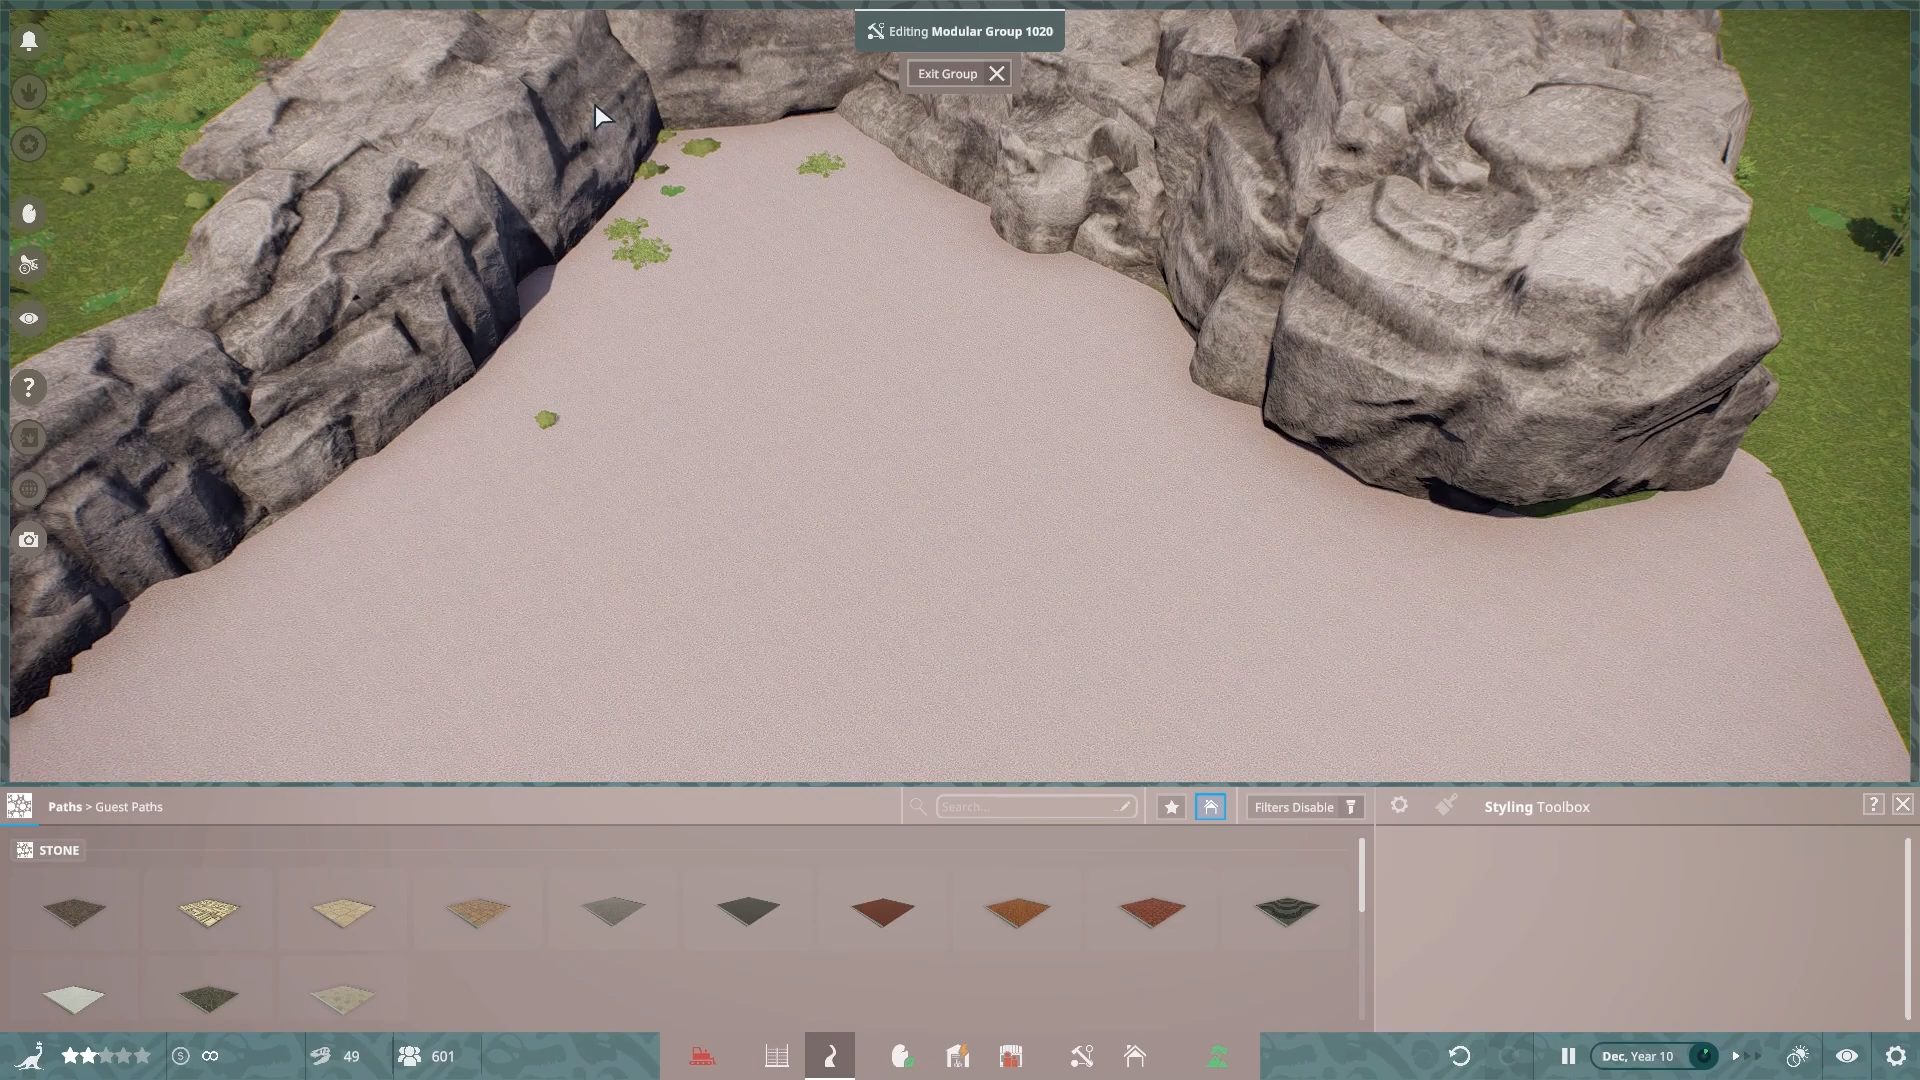 Editing Modular Group 1020
Exit Group
?
Paths > Guest Paths
Search...
Filters Disable
Styling Toolbox
?
STONE
49
601
Dec, Year 10